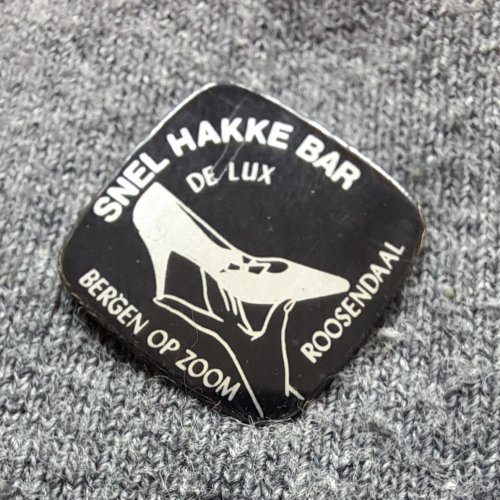 SNEL HAKKE BAR
DE LUX
BERGEN OP ZOOM
ROOSENDAAL